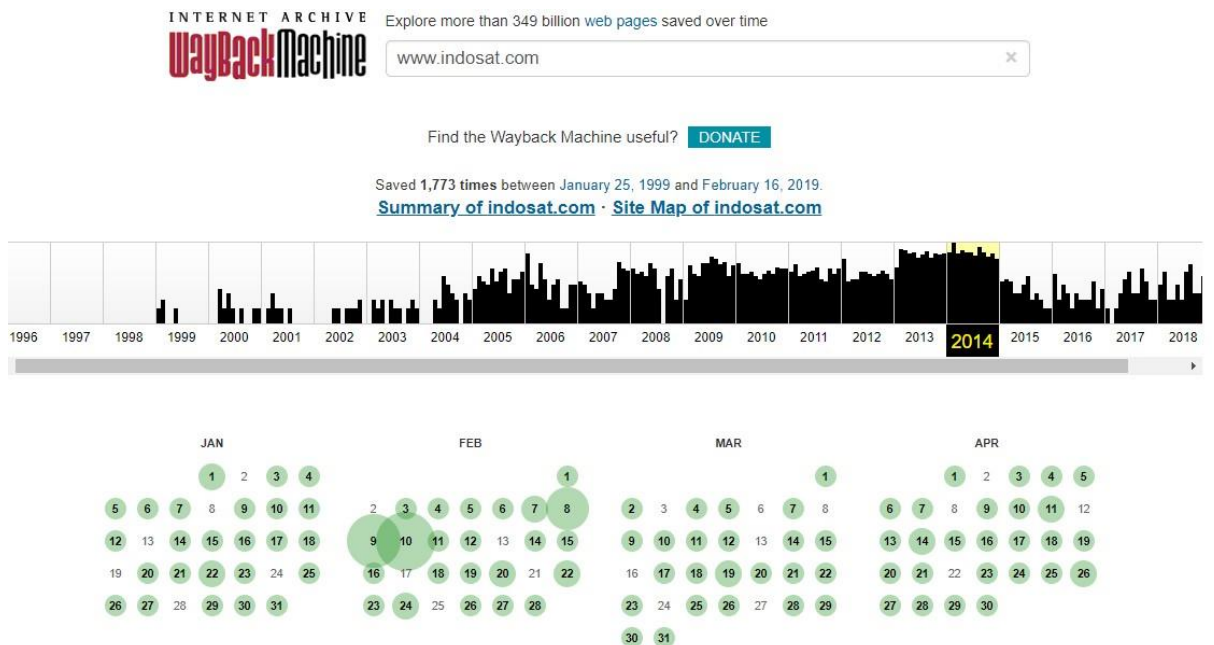 INTERNET ARCHIVE
WayBackMachine
Explore more than 349 billion web pages saved over time
www.indosat.com ×
Find the Wayback Machine useful? DONATE
Saved 1,773 times between January 25, 1999 and February 16, 2019.
Summary of indosat.com · Site Map of indosat.com
1996 1997 1998 1999 2000 2001 2002 2003 2004 2005 2006 2007 2008 2009 2010 2011 2012 2013 2014 2015 2016 2017 2018
JAN
1 2 3 4
5 6 7 8 9 10 11
12 13 14 15 16 17 18
19 20 21 22 23 24 25
26 27 28 29 30 31
FEB
1
2 3 4 5 6 7 8
9 10 11 12 13 14 15
16 17 18 19 20 21 22
23 24 25 26 27 28
MAR
1
2 3 4 5 6 7 8
9 10 11 12 13 14 15
16 17 18 19 20 21 22
23 24 25 26 27 28 29
30 31
APR
1 2 3 4 5
6 7 8 9 10 11 12
13 14 15 16 17 18 19
20 21 22 23 24 25 26
27 28 29 30